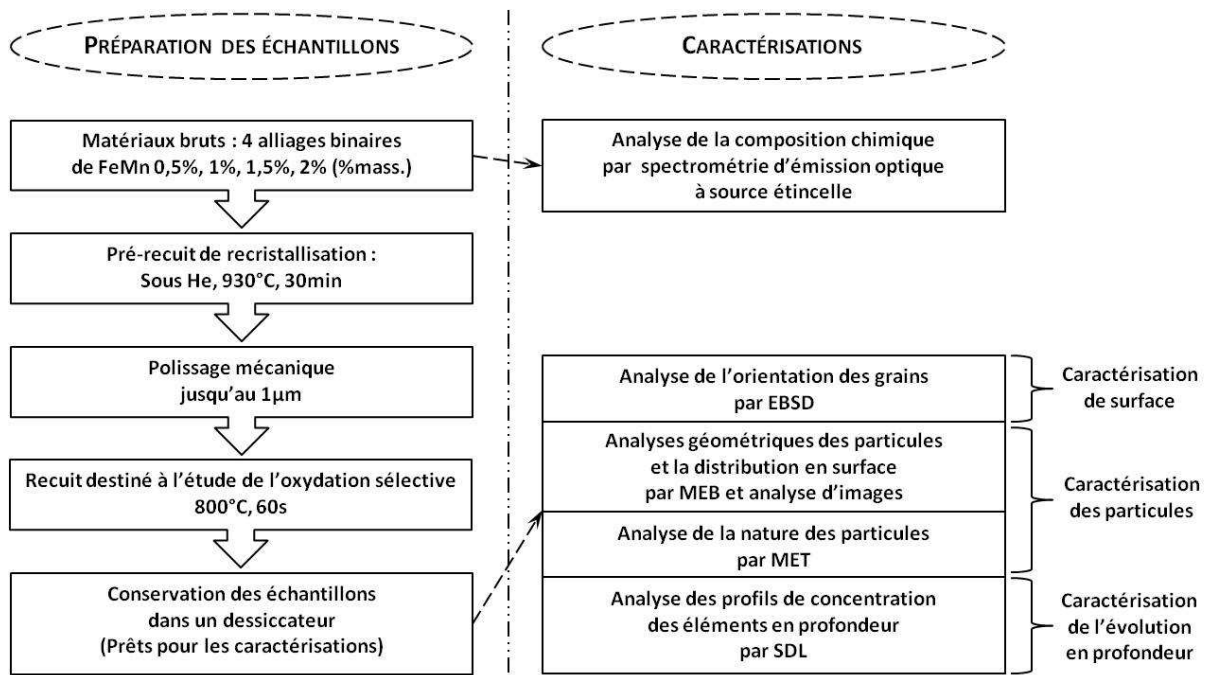 PRÉPARATION DES ÉCHANTILLONS
Matériaux bruts : 4 alliages binaires
de FeMn 0,5%, 1%, 1,5%, 2% (%mass.)
Pré-recuit de recristallisation :
Sous He, 930°C, 30min
Polissage mécanique
jusqu'au 1µm
Recuit destiné à l'étude de l'oxydation sélective
800°C, 60s
Conservation des échantillons
dans un dessiccateur
(Prêts pour les caractérisations)
CARACTÉRISATIONS
Analyse de la composition chimique
par spectrométrie d'émission optique
à source étincelle
Analyse de l'orientation des grains
par EBSD
Analyses géométriques des particules
et la distribution en surface
par MEB et analyse d'images
Analyse de la nature des particules
par MET
Analyse des profils de concentration
des éléments en profondeur
par SDL
Caractérisation
de surface
Caractérisation
des particules
Caractérisation
de l'évolution
en profondeur